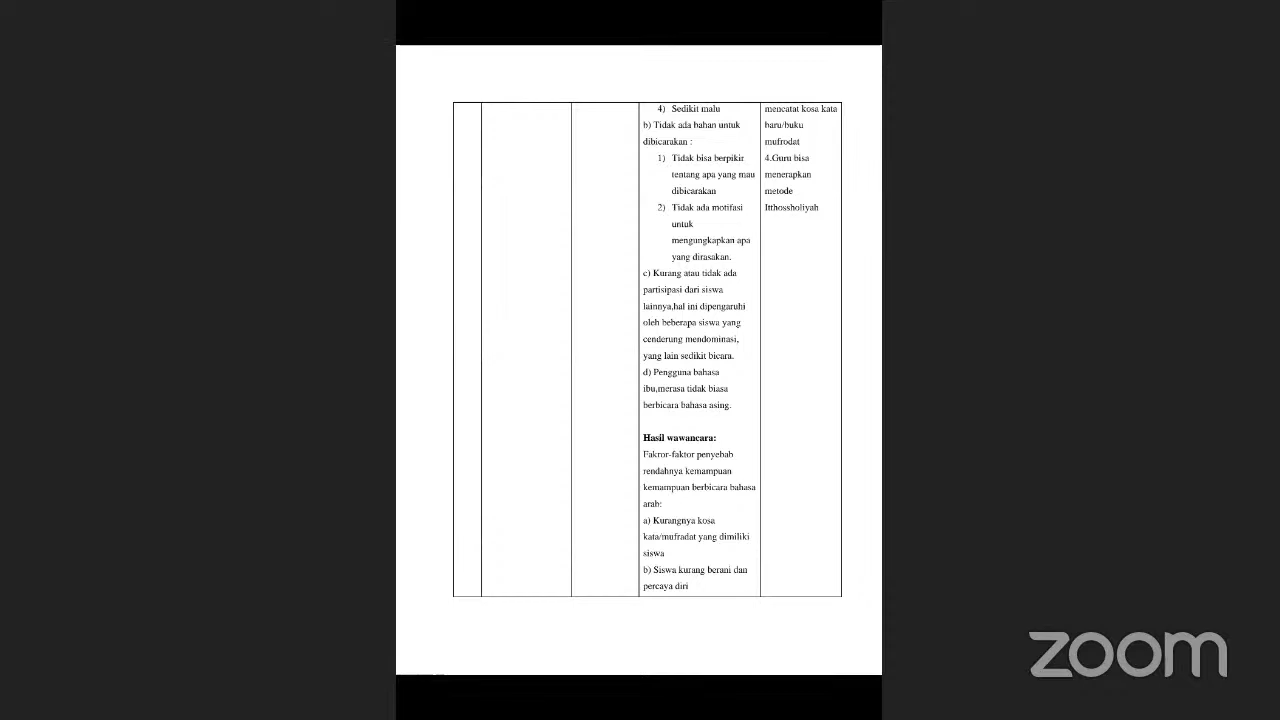 4) Sedikit malu
b) Tidak ada bahan untuk
dibicarakan :
1) Tidak bisa berpikir
tentang apa yang mau
dibicarakan
2) Tidak ada motifasi
untuk
mengungkapkan apa
yang dirasakan.
c) Kurang atau tidak ada
partisipasi dari siswa
lainnya,hal ini dipengaruhi
oleh beberapa siswa yang
cenderung mendominasi,
yang lain sedikit bicara.
d) Pengguna bahasa
ibu,merasa tidak biasa
berbicara bahasa asing.
Hasil wawancara:
Fakror-faktor penyebab
rendahnya kemampuan
kemampuan berbicara bahasa
arab:
a) Kurangnya kosa
kata/mufradat yang dimiliki
siswa
b) Siswa kurang berani dan
percaya diri
mencatat kosa kata
baru/buku
mufrodat
4.Guru bisa
menerapkan
metode
Itthossholiyah
zoom